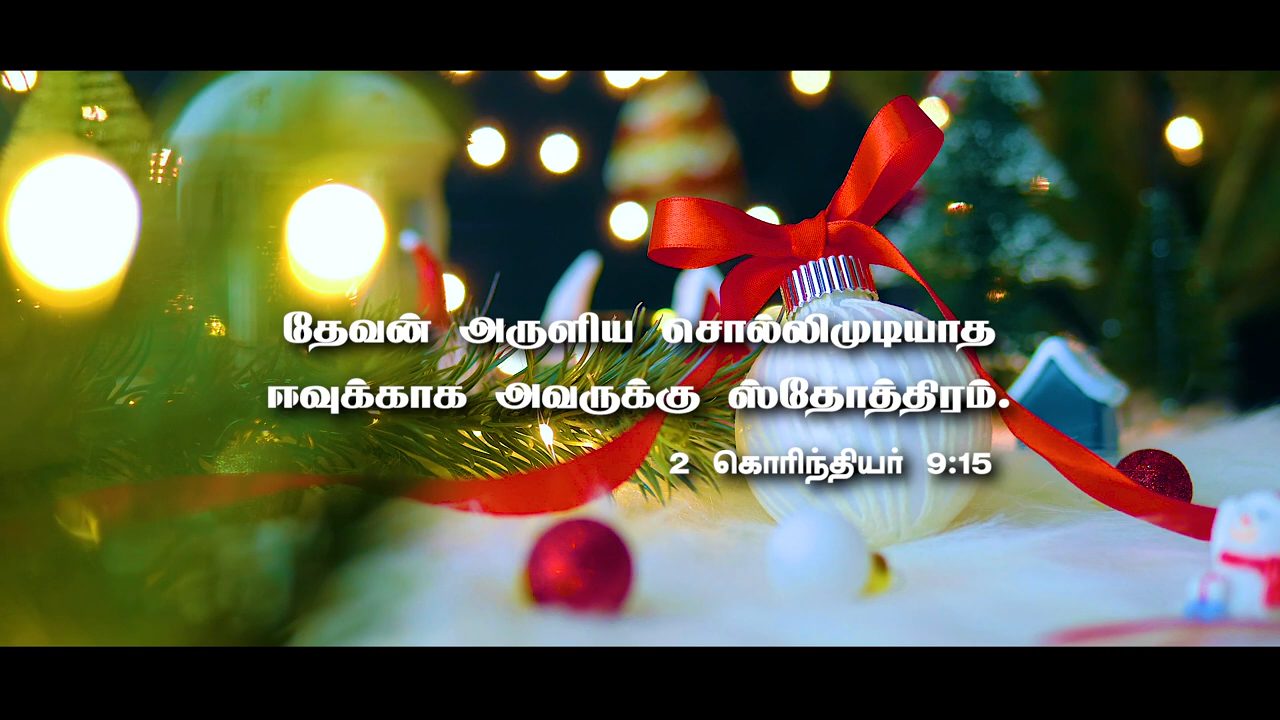 தேவன் அருளிய சொல்லிமுடியாத
ஈவுக்காக அவருக்கு ஸ்தோத்திரம்.
2 கொரிந்தியர் 9:15